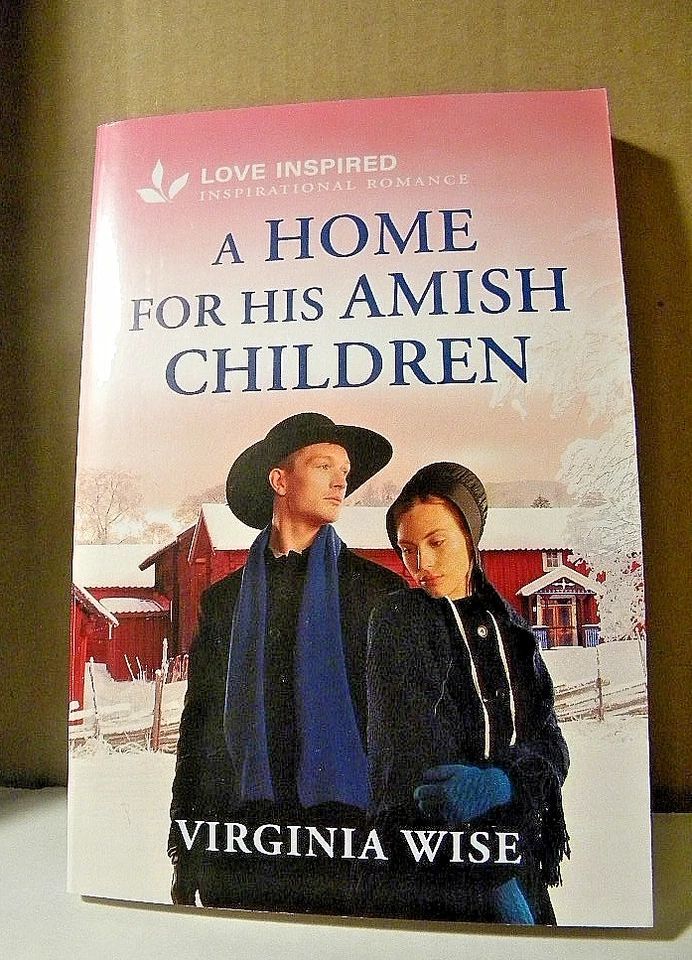 LOVE INSPIRED
INSPIRATIONAL ROMANCE
A HOME
FOR HIS AMISH
CHILDREN
VIRGINIA WISE